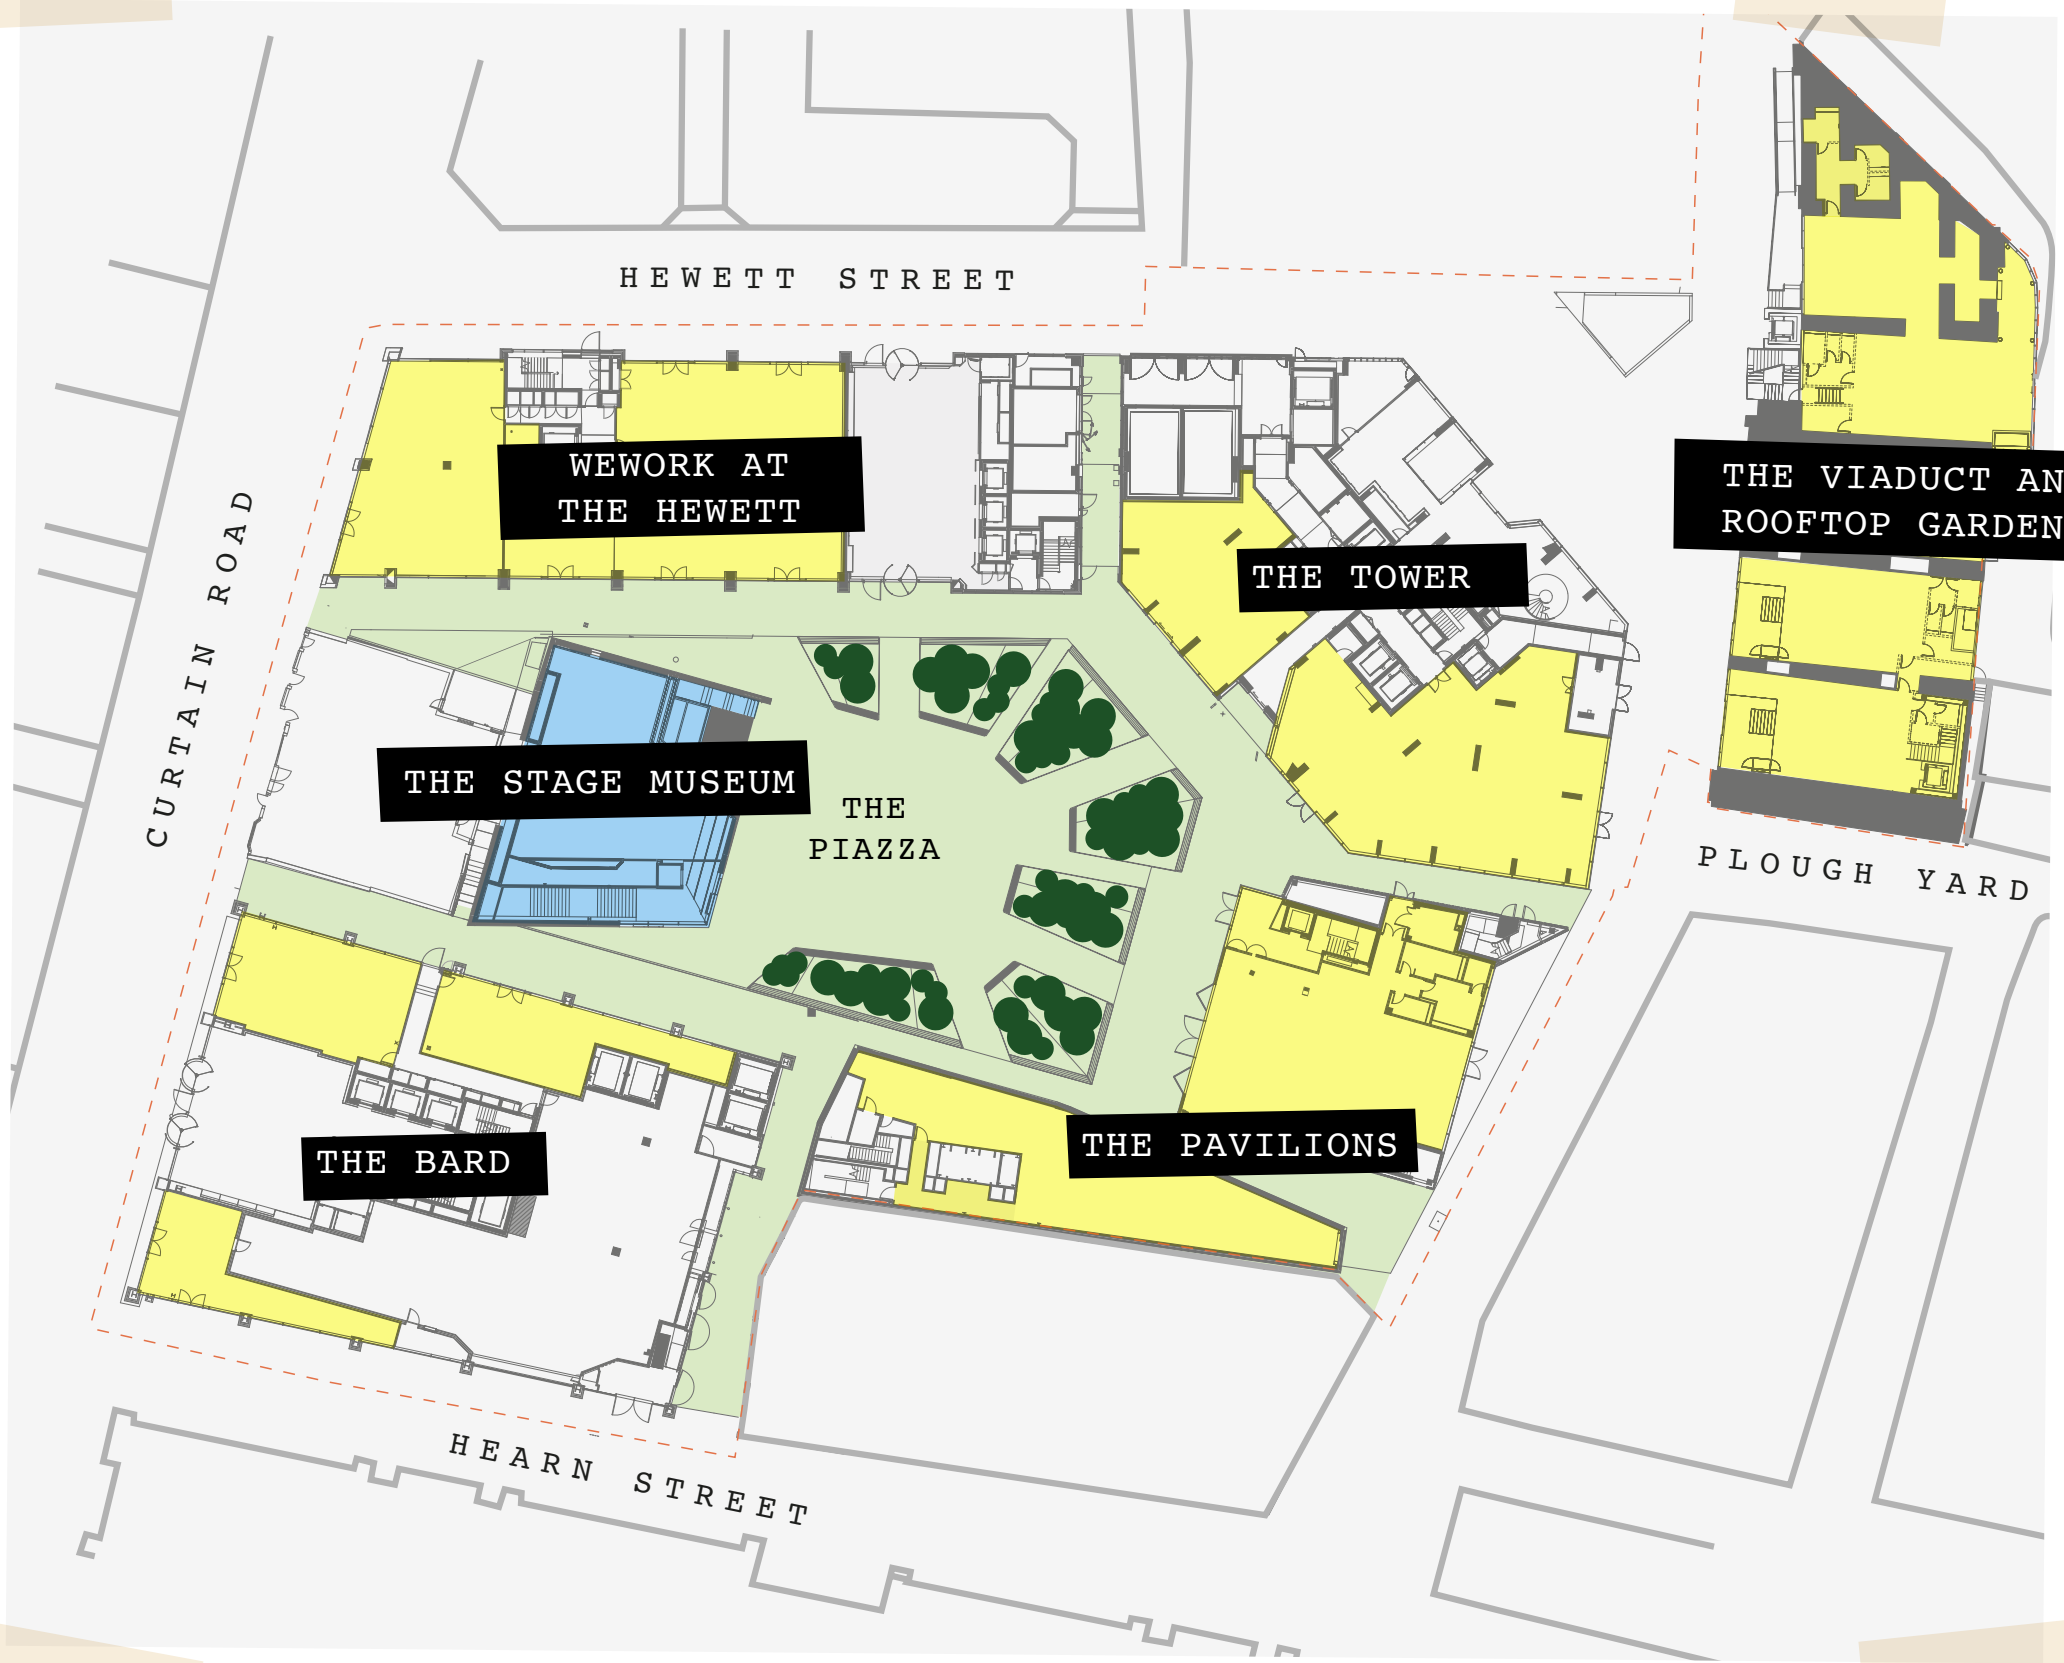 HEWETT STREET
WEWORK AT
THE HEWETT
THE VIADUCT AN
ROOFTOP GARDEN
THE TOWER
CURTAIN ROAD
THE STAGE MUSEUM
THE
PIAZZA
PLOUGH YARD
THE PAVILIONS
THE BARD
HEARN STREET